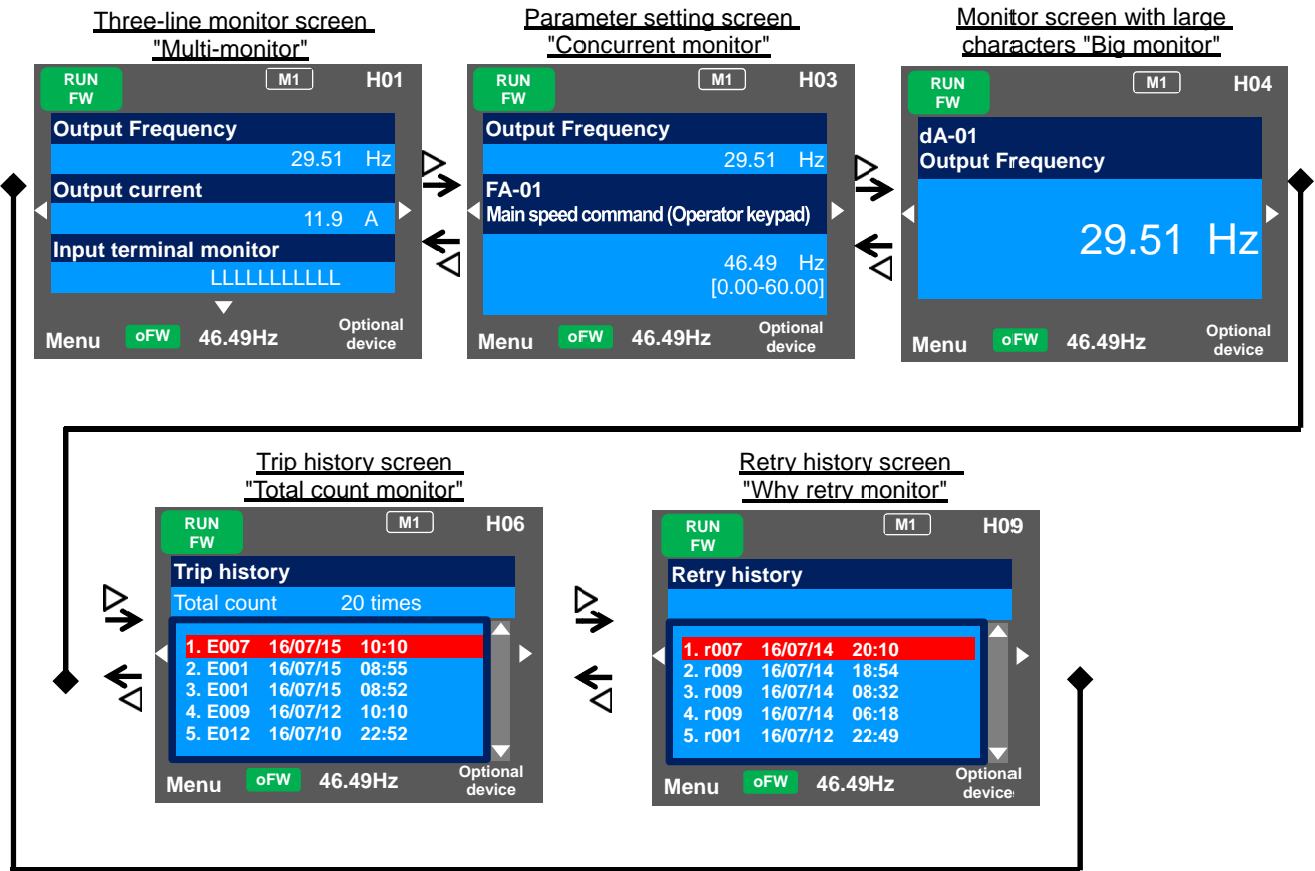 Three-line monitor screen
"Multi-monitor"
RUN
FW
M1
H01
Output Frequency
29.51 Hz
Output current
11.9 A
Input terminal monitor
LLLLLLLLLLL
Menu
oFW
46.49Hz
Optional
device
Parameter setting screen
"Concurrent monitor"
RUN
FW
M1
H03
Output Frequency
29.51 Hz
FA-01
Main speed command (Operator keypad)
46.49 Hz
[0.00-60.00]
Menu
oFW
46.49Hz
Optional
device
Monitor screen with large
characters "Big monitor"
RUN
FW
M1
H04
dA-01
Output Frequency
29.51 Hz
Menu
oFW
46.49Hz
Optional
device
Trip history screen
"Total count monitor"
RUN
FW
M1
H06
Trip history
Total count 20 times
1. E007 16/07/15 10:10
2. E001 16/07/15 08:55
3. E001 16/07/15 08:52
4. E009 16/07/12 10:10
5. E012 16/07/10 22:52
Menu
oFW
46.49Hz
Optional
device
Retry history screen
"Why retry monitor"
RUN
FW
M1
H09
Retry history
1. r007 16/07/14 20:10
2. r009 16/07/14 18:54
3. r009 16/07/14 08:32
4. r009 16/07/14 06:18
5. r001 16/07/12 22:49
Menu
oFW
46.49Hz
Optional
device